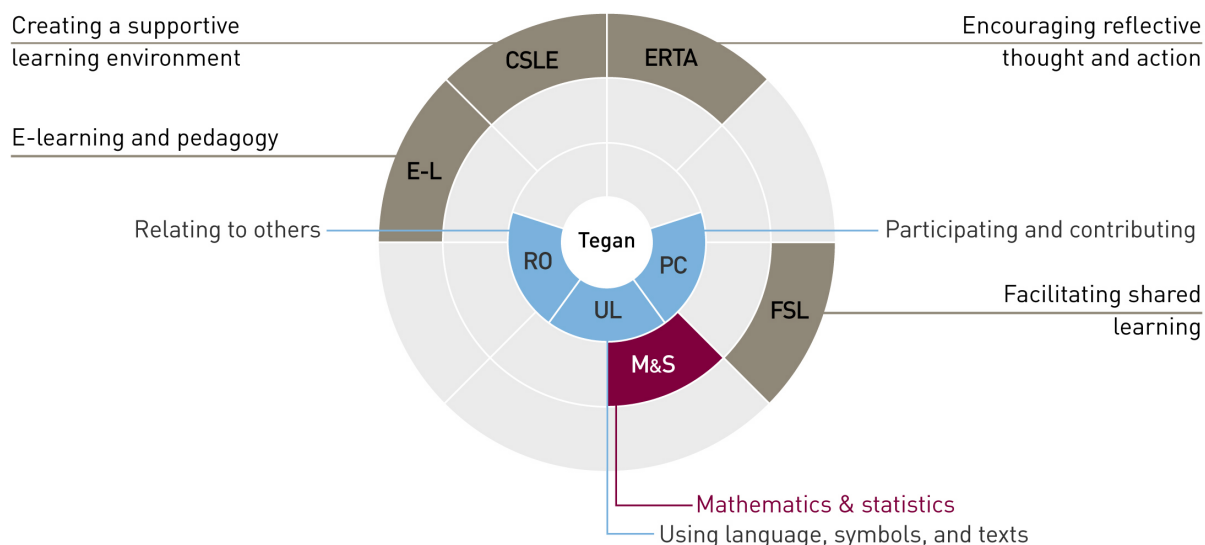 Creating a supportive
learning environment
Encouraging reflective
thought and action
CSLE
ERTA
E-learning and pedagogy
E-L
Relating to others
Tegan
Participating and contributing
RO
PC
UL
FSL
Facilitating shared
learning
M&S
Mathematics & statistics
Using language, symbols, and texts